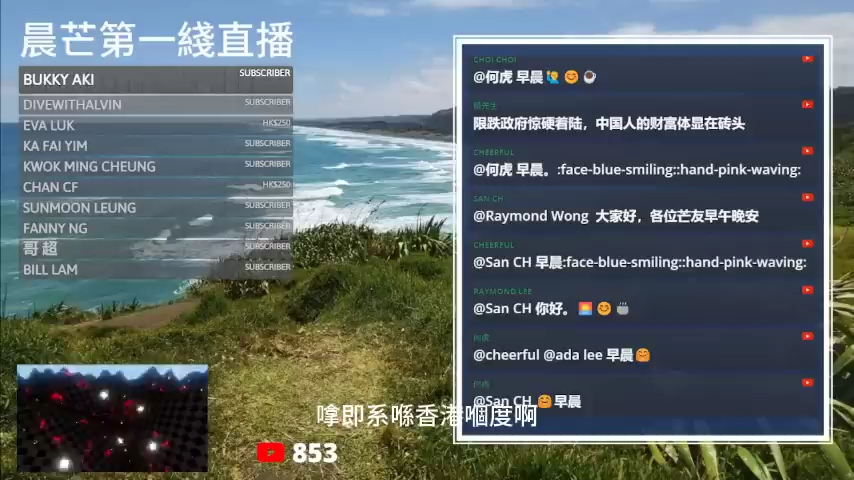 晨芒第一綫直播
BUKKY AKI SUBSCRIBER
DIVEWITHALVIN SUBSCRIBER
EVA LUK HK$250
KA FAI YIM SUBSCRIBER
KWOK MING CHEUNG SUBSCRIBER
CHAN CF HK$250
SUNMOON LEUNG SUBSCRIBER
FANNY NG SUBSCRIBER
哥 超 SUBSCRIBER
BILL LAM SUBSCRIBER
CHOI CHOI
@何虎 早晨🙋😊☕
限跌政府惊硬着陆，中国人的财富体显在砖头
CHEERFUL
@何虎 早晨。:face-blue-smiling::hand-pink-waving:
SAN CH
@Raymond Wong 大家好，各位芒友早午晚安
CHEERFUL
@San CH 早晨:face-blue-smiling::hand-pink-waving:
RAYMOND LEE
@San CH 你好。🌅😊🍵
何虎
@cheerful @ada lee 早晨🤗
何虎
@San CH 🤗早晨
嗱即系喺香港嗰度啊
853